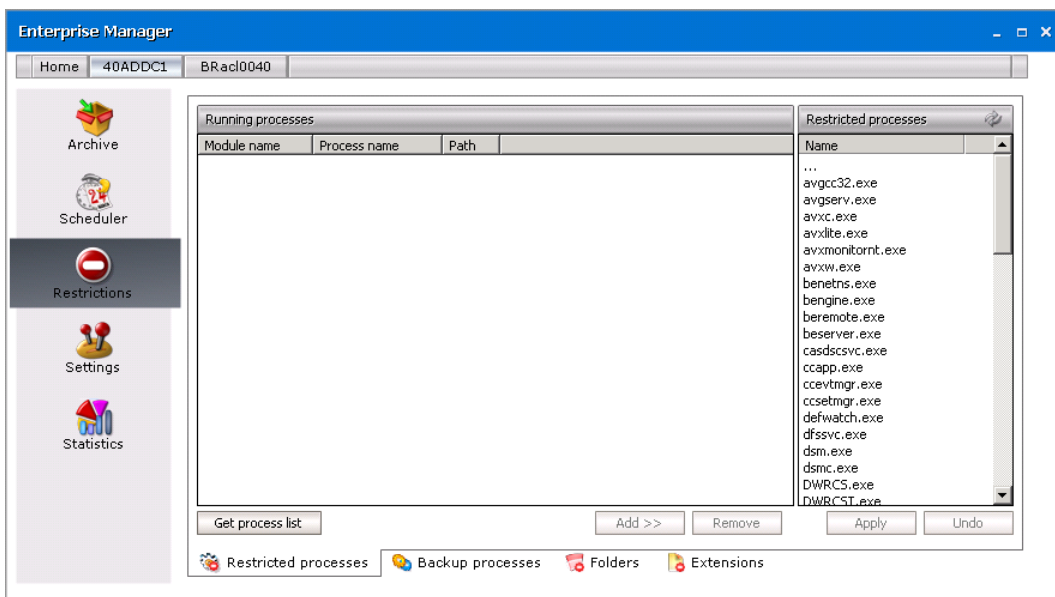 Enterprise Manager
Home 40ADDC1 BRacl0040
Archive
Scheduler
Restrictions
Settings
Statistics
Running processes
Module name Process name Path
Restricted processes
Name
...
avgcc32.exe
avgserv.exe
avxc.exe
avxlite.exe
avxmonitornt.exe
avxw.exe
benetns.exe
bengine.exe
beremote.exe
beserver.exe
casdscsvc.exe
ccapp.exe
ccevtmgr.exe
ccsetmgr.exe
defwatch.exe
dfssvc.exe
dsm.exe
dsmc.exe
DWRCS.exe
DWRCST.exe
Get process list Add >> Remove Apply Undo
Restricted processes Backup processes Folders Extensions